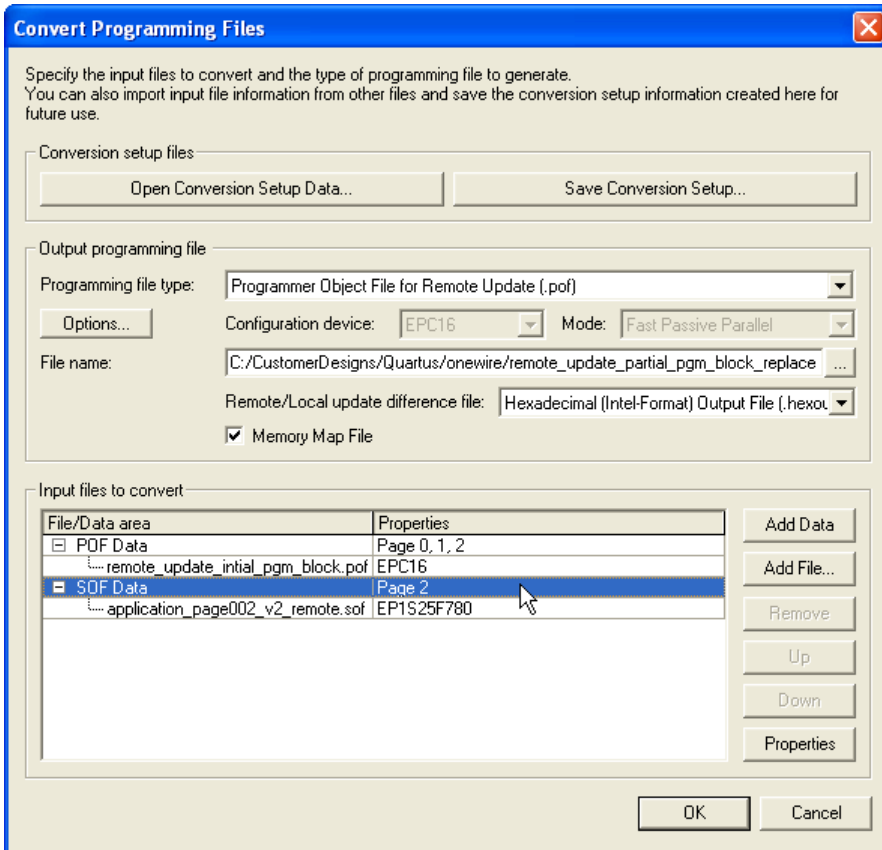 Convert Programming Files
Specify the input files to convert and the type of programming file to generate.
You can also import input file information from other files and save the conversion setup information created here for
future use.
Conversion setup files
Open Conversion Setup Data...
Save Conversion Setup...
Output programming file
Programming file type:
Programmer Object File for Remote Update (.pof)
Options...
Configuration device:
EPC16
Mode:
Fast Passive Parallel
File name:
C:/CustomerDesigns/Quartus/onewire/remote_update_partial_pgm_block_replace
...
Remote/Local update difference file:
Hexadecimal (Intel-Format) Output File (.hexou
Memory Map File
Input files to convert
File/Data area
Properties
POF Data
Page 0, 1, 2
remote_update_intial_pgm_block.pof
EPC16
SOF Data
Page 2
application_page002_v2_remote.sof
EP1S25F780
Add Data
Add File...
Remove
Up
Down
Properties
OK
Cancel